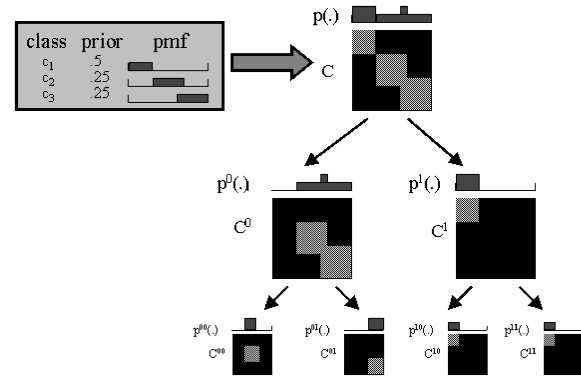 p(.)
class prior pmf
c₁ .5
c₂ .25
c₃ .25
C
p⁰(.) p¹(.)
C⁰ C¹
p⁰⁰(.) p⁰¹(.) p¹⁰(.) p¹¹(.)
C⁰⁰ C⁰¹ C¹⁰ C¹¹